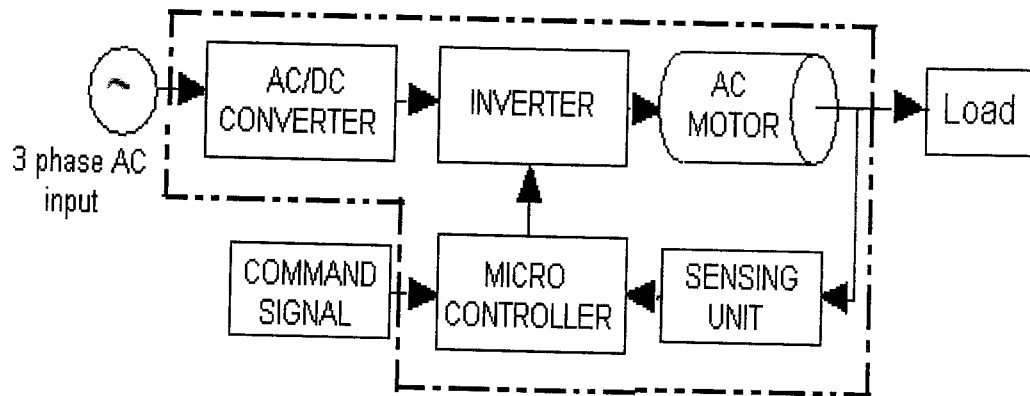 AC/DC
CONVERTER
INVERTER
AC
MOTOR
Load
~
3 phase AC
input
COMMAND
SIGNAL
MICRO
CONTROLLER
SENSING
UNIT